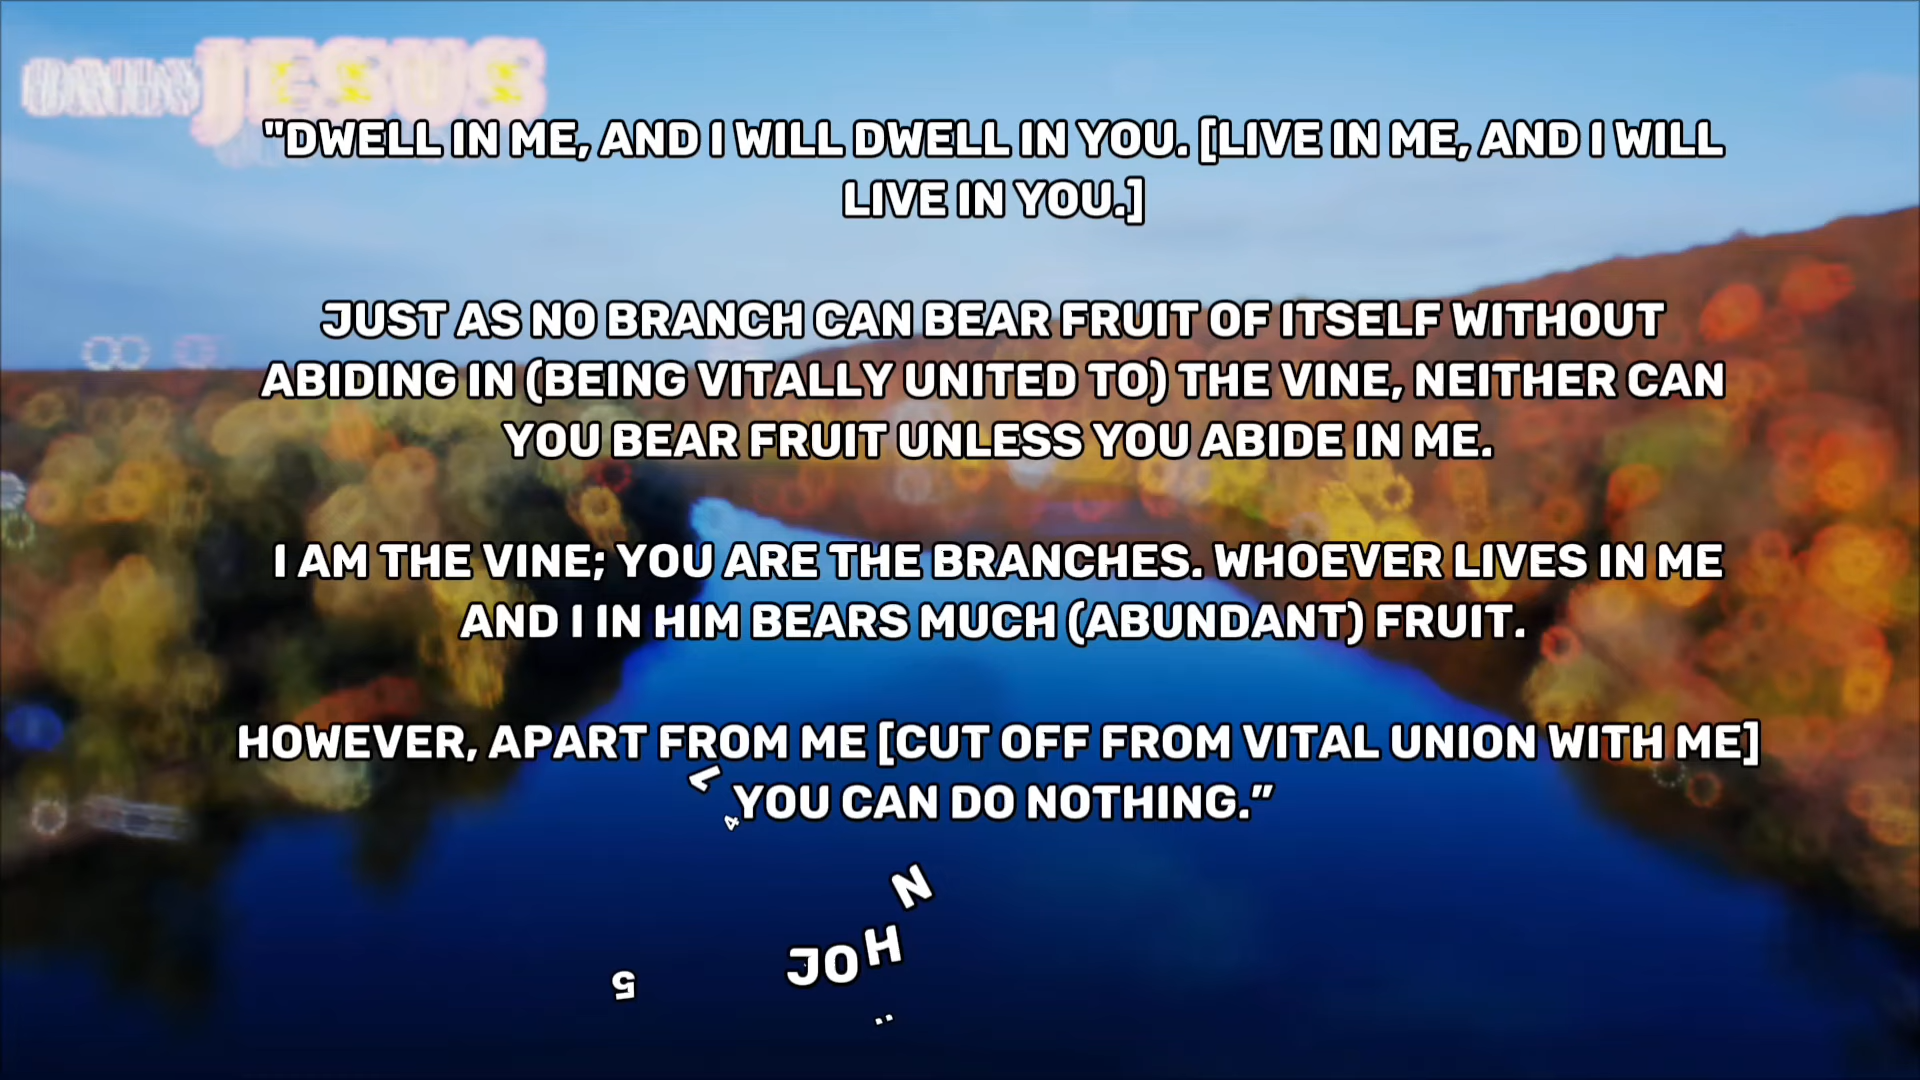 JESUS
"DWELL IN ME, AND I WILL DWELL IN YOU. [LIVE IN ME, AND I WILL
LIVE IN YOU.]
JUST AS NO BRANCH CAN BEAR FRUIT OF ITSELF WITHOUT
ABIDING IN (BEING VITALLY UNITED TO) THE VINE, NEITHER CAN
YOU BEAR FRUIT UNLESS YOU ABIDE IN ME.
I AM THE VINE; YOU ARE THE BRANCHES. WHOEVER LIVES IN ME
AND I IN HIM BEARS MUCH (ABUNDANT) FRUIT.
HOWEVER, APART FROM ME [CUT OFF FROM VITAL UNION WITH ME]
YOU CAN DO NOTHING.”
4
JOHN
5
: